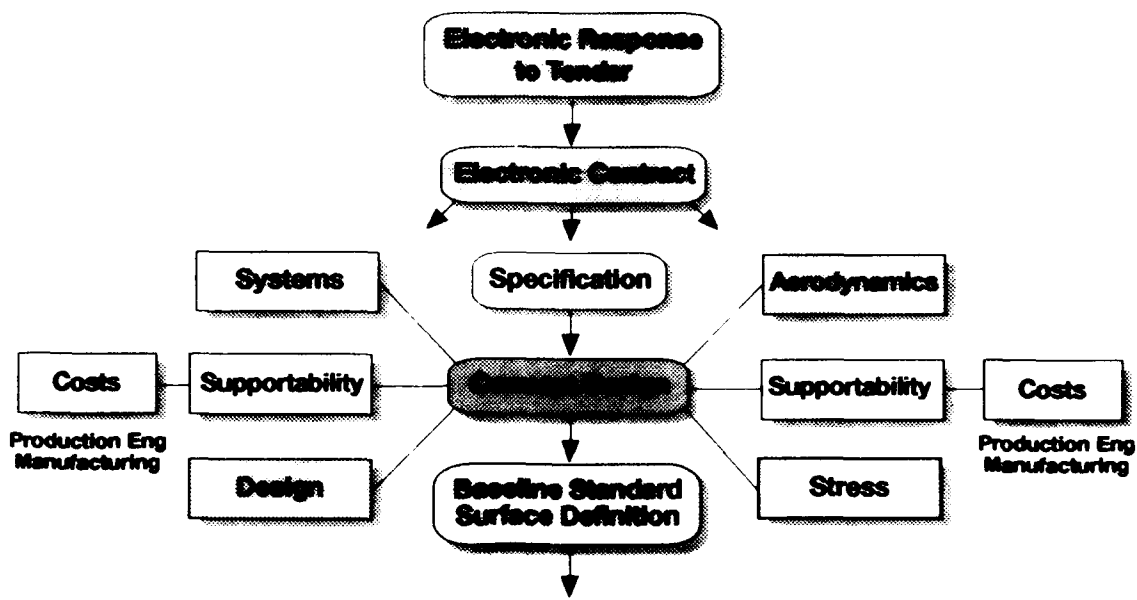 Electronic Response
to Tender
Electronic Contract
Systems
Specification
Aerodynamics
Costs
Supportability
Supportability
Costs
Production Eng
Manufacturing
Production Eng
Manufacturing
Design
Baseline Standard
Surface Definition
Stress